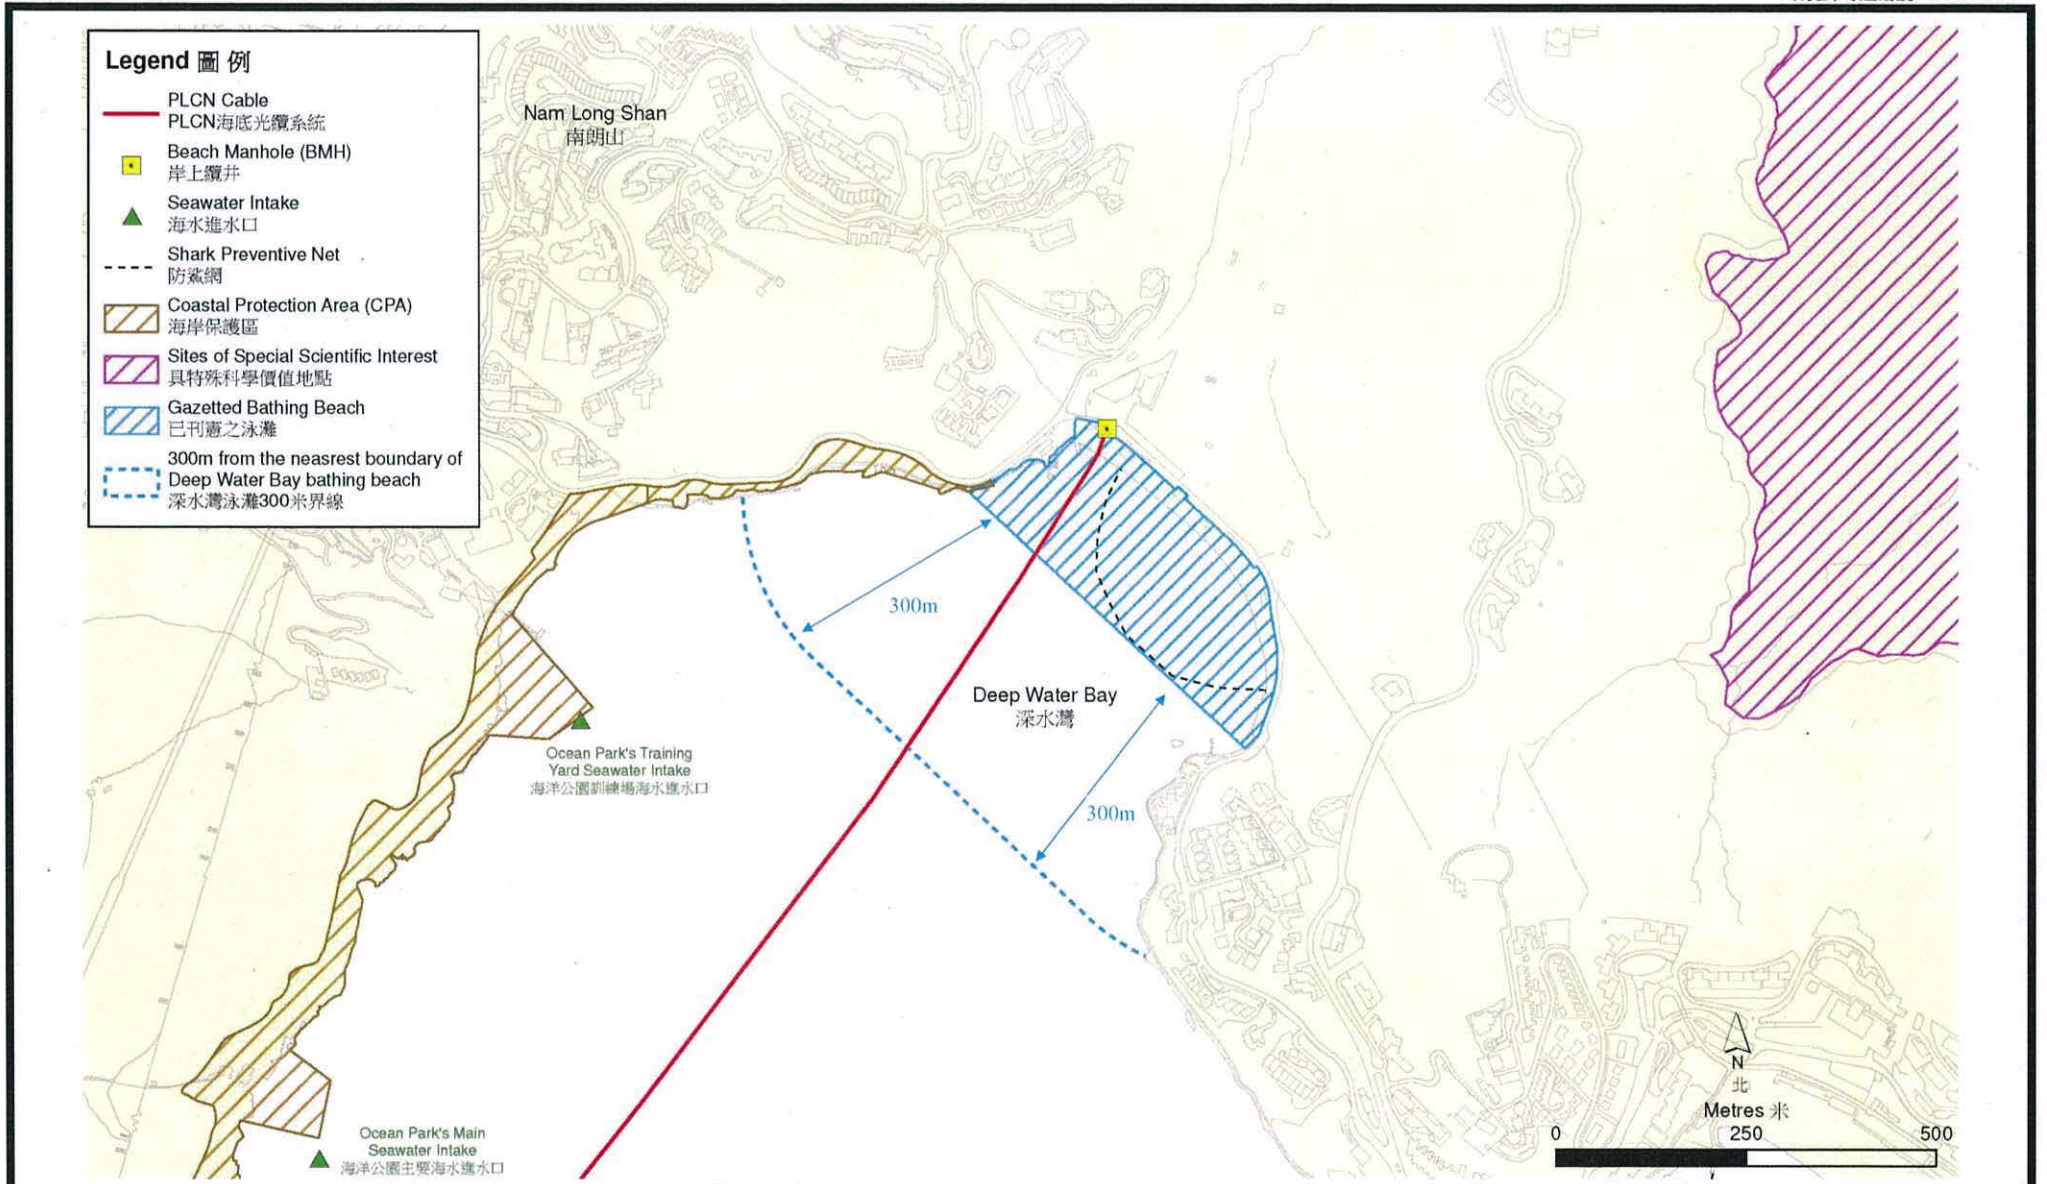 Legend 圖例
PLCN Cable
PLCN海底光纜系統
Beach Manhole (BMH)
岸上纜井
Seawater Intake
海水進水口
Shark Preventive Net
防鯊網
Coastal Protection Area (CPA)
海岸保護區
Sites of Special Scientific Interest
具特殊科學價值地點
Gazetted Bathing Beach
已刊憲之泳灘
300m from the neasrest boundary of
Deep Water Bay bathing beach
深水灣泳灘300米界線
Nam Long Shan
南朗山
300m
Deep Water Bay
深水灣
300m
Ocean Park's Training
Yard Seawater Intake
海洋公園訓練場海水進水口
Ocean Park's Main
Seawater Intake
海洋公園主要海水進水口
N
北
Metres 米
0 250 500